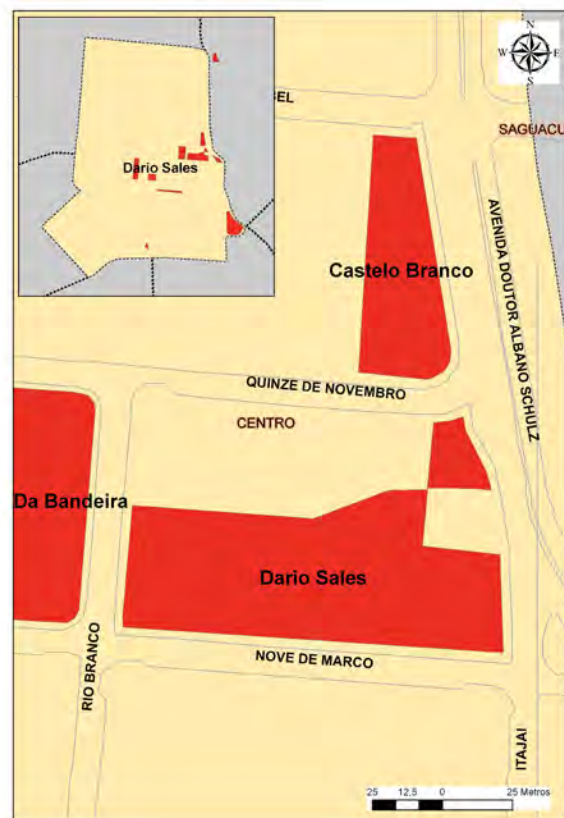 N
W E
S
SAGUACU
Dario Sales
Castelo Branco
AVENIDA DOUTOR ALBANO SCHULZ
QUINZE DE NOVEMBRO
CENTRO
Da Bandeira
Dario Sales
NOVE DE MARCO
RIO BRANCO
ITAJAI
25 12,5 0 25 Metros